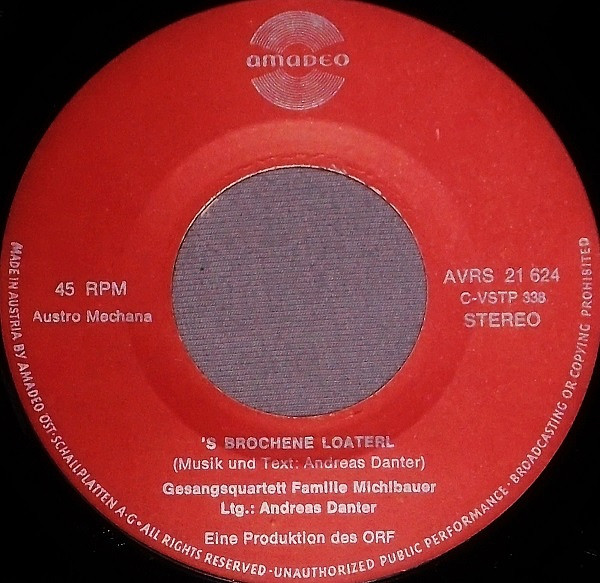 amadeo
45 RPM
Austro Mechana
AVRS 21 624
C-VSTP 338
STEREO
'S BROCHENE LOATERL
(Musik und Text: Andreas Danter)
Gesangsquartett Familie Michlbauer
Ltg.: Andreas Danter
Eine Produktion des ORF
MADE IN AUSTRIA BY AMADEO OST·SCHALLPLATTEN A·G·ALL RIGHTS RESERVED-UNAUTHORIZED PUBLIC PERFORMANCE·BROADCASTING OR COPYING PROHIBITED